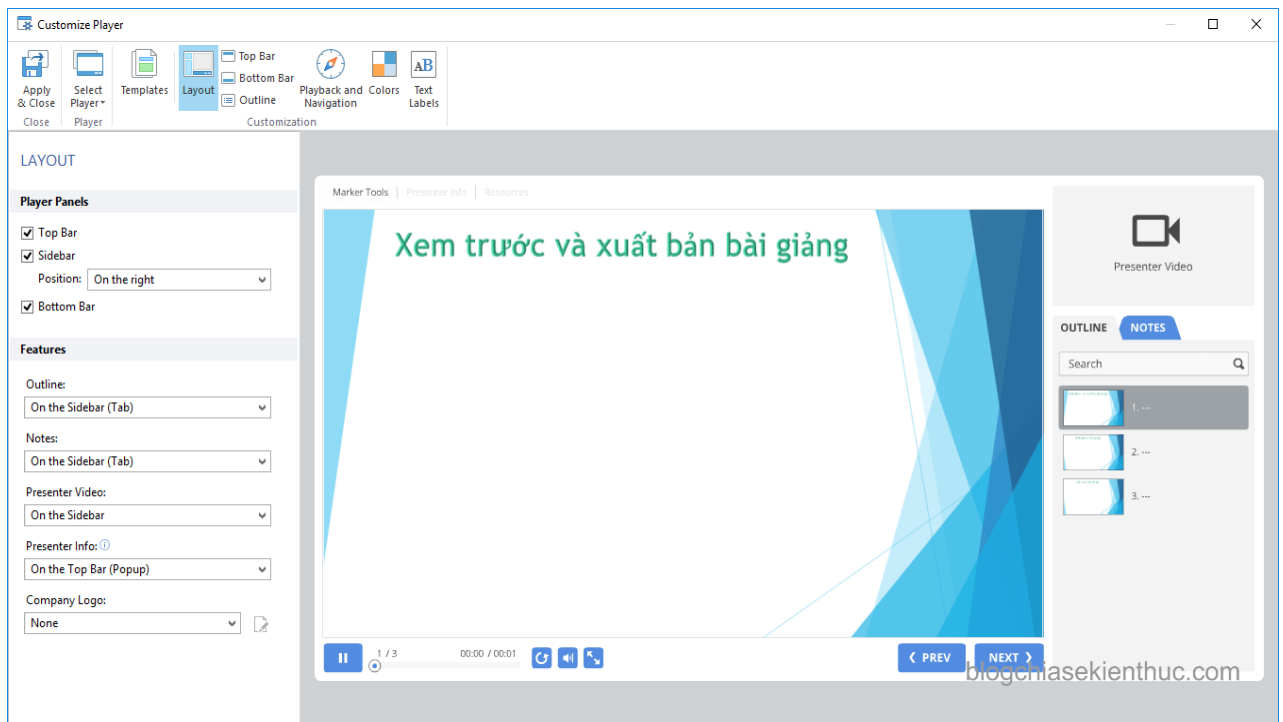 Customize Player
Apply & Close
Select Player
Templates
Layout
Top Bar
Bottom Bar
Outline
Playback and Navigation
Colors
Text Labels
AB
Close
Player
Customization
LAYOUT
Player Panels
Top Bar
Sidebar
Position: On the right
Bottom Bar
Features
Outline:
On the Sidebar (Tab)
Notes:
On the Sidebar (Tab)
Presenter Video:
On the Sidebar
Presenter Info:
On the Top Bar (Popup)
Company Logo:
None
Marker Tools
Presenter Info
Resources
Xem trước và xuất bản bài giảng
1 / 3
00:00 / 00:01
PREV
NEXT
Presenter Video
OUTLINE
NOTES
Search
1. ---
2. ---
3. ---
blogchiasekienthuc.com